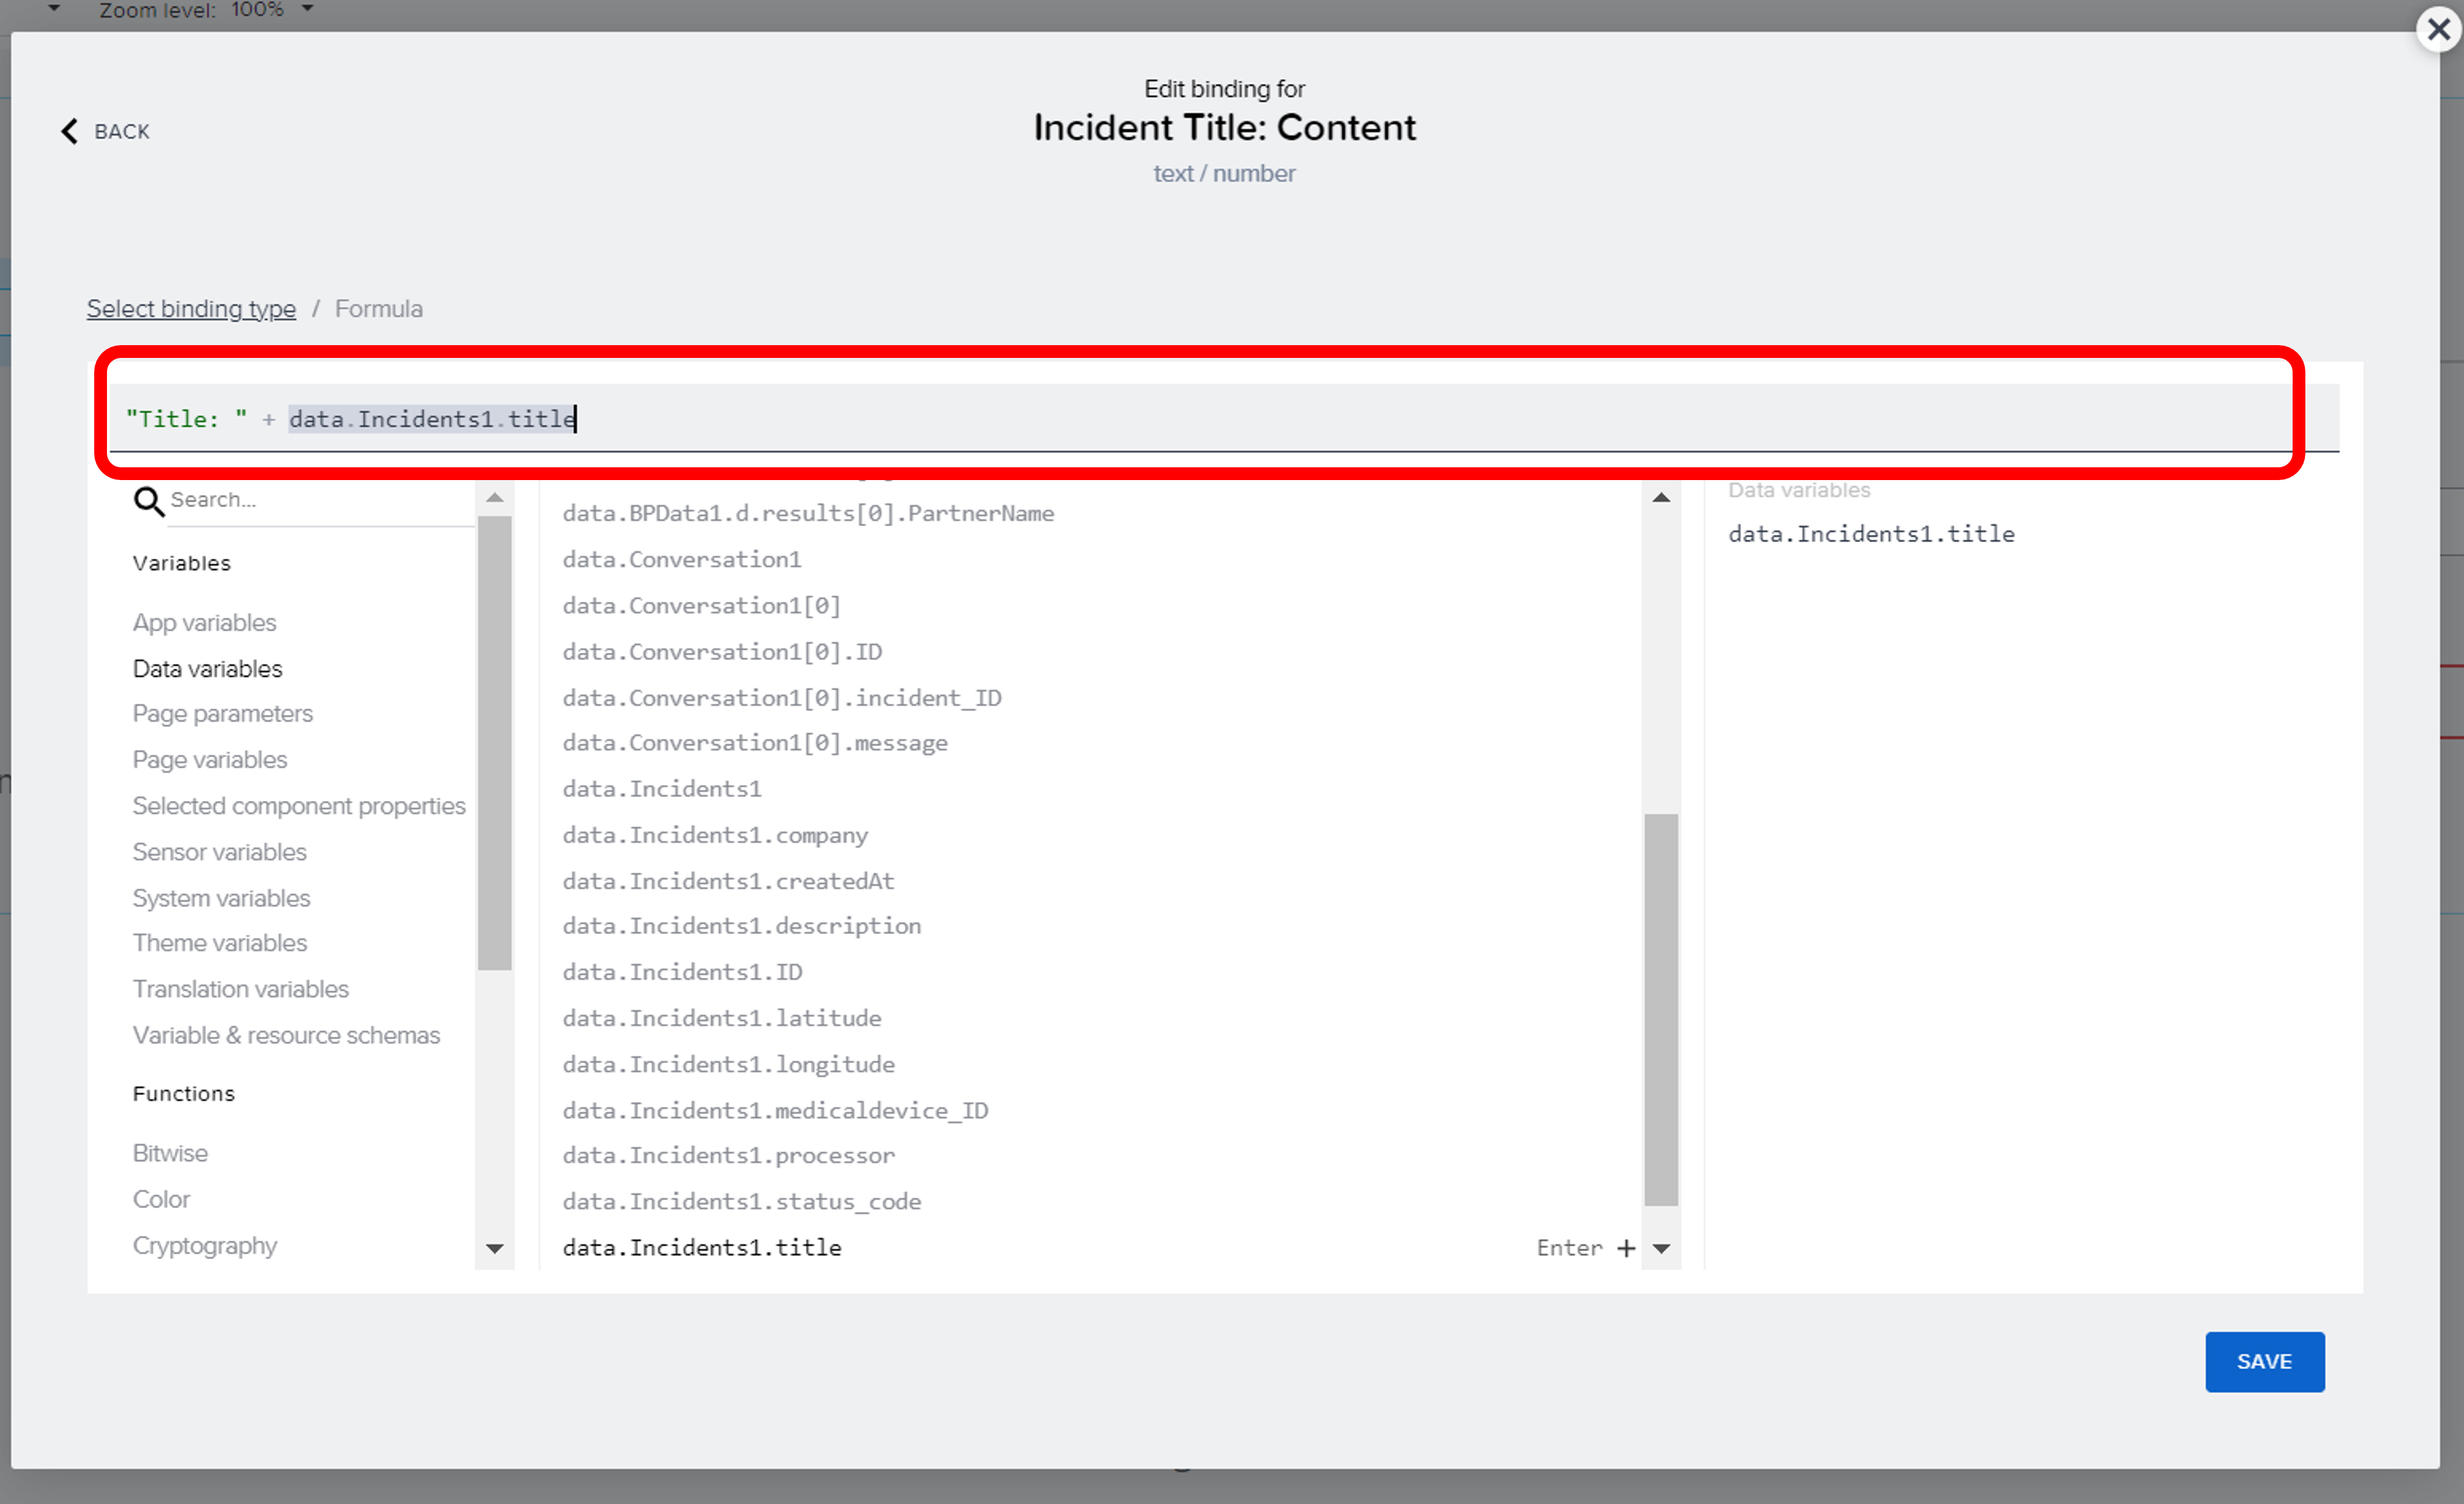 Zoom level: 100%
Edit binding for
BACK
Incident Title: Content
text / number
Select binding type / Formula
"Title: " + data.Incidents1.title
Search...
Variables
App variables
Data variables
Page parameters
Page variables
Selected component properties
Sensor variables
System variables
Theme variables
Translation variables
Variable & resource schemas
Functions
Bitwise
Color
Cryptography
data.BPData1.d.results[0].PartnerName
data.Conversation1
data.Conversation1[0]
data.Conversation1[0].ID
data.Conversation1[0].incident_ID
data.Conversation1[0].message
data.Incidents1
data.Incidents1.company
data.Incidents1.createdAt
data.Incidents1.description
data.Incidents1.ID
data.Incidents1.latitude
data.Incidents1.longitude
data.Incidents1.medicaldevice_ID
data.Incidents1.processor
data.Incidents1.status_code
data.Incidents1.title Enter +
Data variables
data.Incidents1.title
SAVE